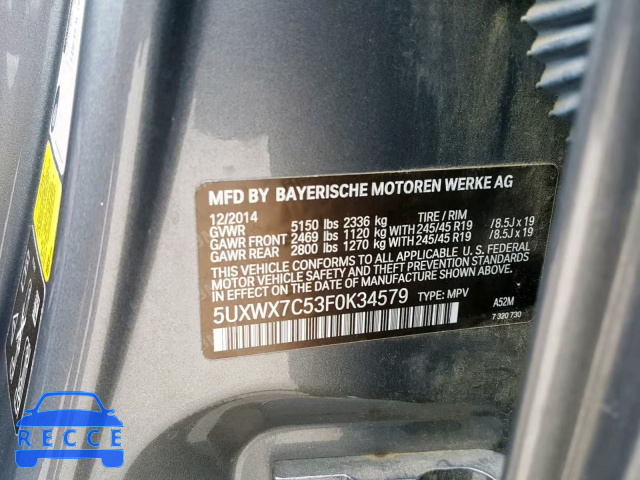 MFD BY BAYERISCHE MOTOREN WERKE AG
12/2014 TIRE / RIM
GVWR 5150 lbs 2336 kg
GAWR FRONT 2469 lbs 1120 kg WITH 245/45 R19 /8.5J x 19
GAWR REAR 2800 lbs 1270 kg WITH 245/45 R19 /8.5J x 19
THIS VEHICLE CONFORMS TO ALL APPLICABLE U.S. FEDERAL
MOTOR VEHICLE SAFETY AND THEFT PREVENTION STANDARDS
IN EFFECT ON THE DATE OF MANUFACTURE SHOWN ABOVE.
5UXWX7C53F0K34579 TYPE: MPV A52M
7 320 730
RECCE